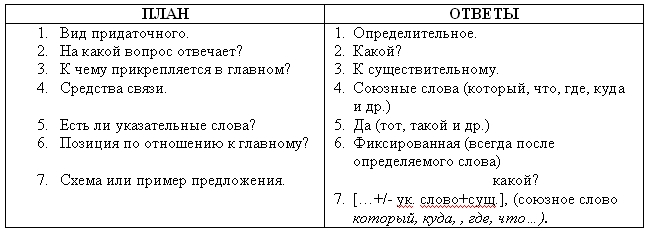 ПЛАН
1. Вид придаточного.
2. На какой вопрос отвечает?
3. К чему прикрепляется в главном?
4. Средства связи.
5. Есть ли указательные слова?
6. Позиция по отношению к главному?
7. Схема или пример предложения.
ОТВЕТЫ
1. Определительное.
2. Какой?
3. К существительному.
4. Союзные слова (который, что, где, куда
и др.)
5. Да (тот, такой и др.)
6. Фиксированная (всегда после
определяемого слова)
какой?
7. […+/- ук. слово+сущ.], (союзное слово
который, куда, , где, что…).